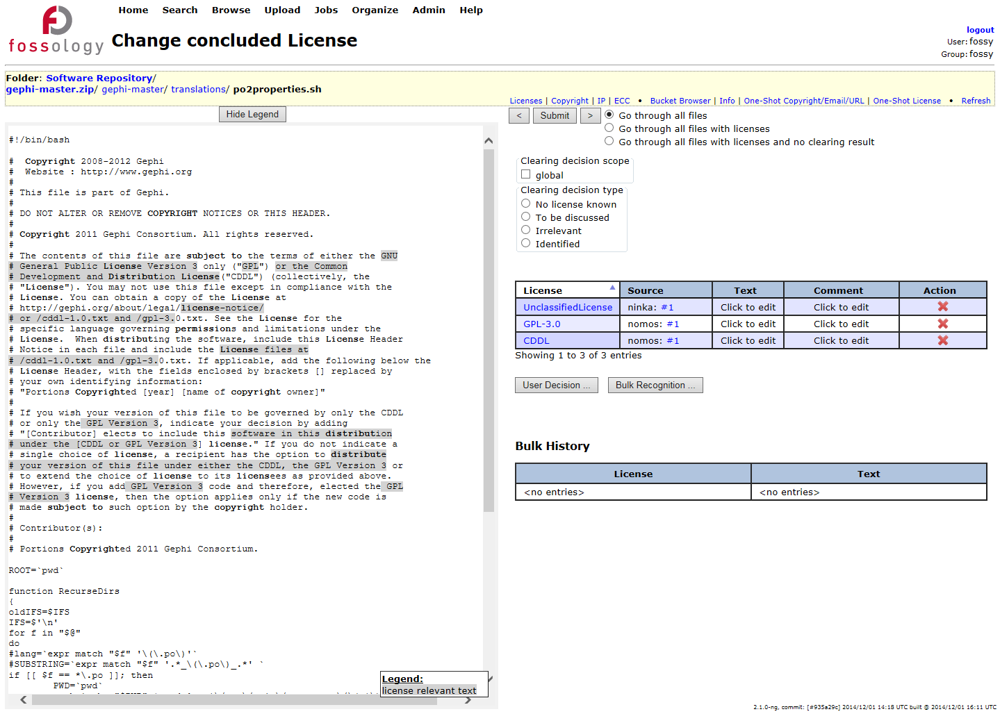 Home Search Browse Upload Jobs Organize Admin Help
fossology
Change concluded License
logout
User: fossy
Group: fossy
Folder: Software Repository/
gephi-master.zip/ gephi-master/ translations/ po2properties.sh
Licenses | Copyright | IP | ECC • Bucket Browser | Info | One-Shot Copyright/Email/URL | One-Shot License • Refresh
Hide Legend
#!/bin/bash
#  Copyright 2008-2012 Gephi
#  Website : http://www.gephi.org
#
# This file is part of Gephi.
#
# DO NOT ALTER OR REMOVE COPYRIGHT NOTICES OR THIS HEADER.
#
# Copyright 2011 Gephi Consortium. All rights reserved.
#
# The contents of this file are subject to the terms of either the GNU
# General Public License Version 3 only ("GPL") or the Common
# Development and Distribution License("CDDL") (collectively, the
# "License"). You may not use this file except in compliance with the
# License. You can obtain a copy of the License at
# http://gephi.org/about/legal/license-notice/
# or /cddl-1.0.txt and /gpl-3.0.txt. See the License for the
# specific language governing permissions and limitations under the
# License.  When distributing the software, include this License Header
# Notice in each file and include the License files at
# /cddl-1.0.txt and /gpl-3.0.txt. If applicable, add the following below the
# License Header, with the fields enclosed by brackets [] replaced by
# your own identifying information:
# "Portions Copyrighted [year] [name of copyright owner]"
#
# If you wish your version of this file to be governed by only the CDDL
# or only the GPL Version 3, indicate your decision by adding
# "[Contributor] elects to include this software in this distribution
# under the [CDDL or GPL Version 3] license." If you do not indicate a
# single choice of license, a recipient has the option to distribute
# your version of this file under either the CDDL, the GPL Version 3 or
# to extend the choice of license to its licensees as provided above.
# However, if you add GPL Version 3 code and therefore, elected the GPL
# Version 3 license, then the option applies only if the new code is
# made subject to such option by the copyright holder.
#
# Contributor(s):
#
# Portions Copyrighted 2011 Gephi Consortium.
ROOT=`pwd`
function RecurseDirs
{
oldIFS=$IFS
IFS=$'\n'
for f in "$@"
do
#lang=`expr match "$f" '\(\.po\)'`
#SUBSTRING=`expr match "$f" '.*_\(\.po\)_.*' `
if [[ $f == *\.po ]]; then
PWD=`pwd`
Legend:
license relevant text
< Submit >
Go through all files
Go through all files with licenses
Go through all files with licenses and no clearing result
Clearing decision scope
global
Clearing decision type
No license known
To be discussed
Irrelevant
Identified
License Source Text Comment Action
UnclassifiedLicense ninka: #1 Click to edit Click to edit
GPL-3.0 nomos: #1 Click to edit Click to edit
CDDL nomos: #1 Click to edit Click to edit
Showing 1 to 3 of 3 entries
User Decision ... Bulk Recognition ...
Bulk History
License Text
<no entries> <no entries>
2.1.0-ng, commit: [#935a29c] 2014/12/01 14:18 UTC built @ 2014/12/01 16:11 UTC